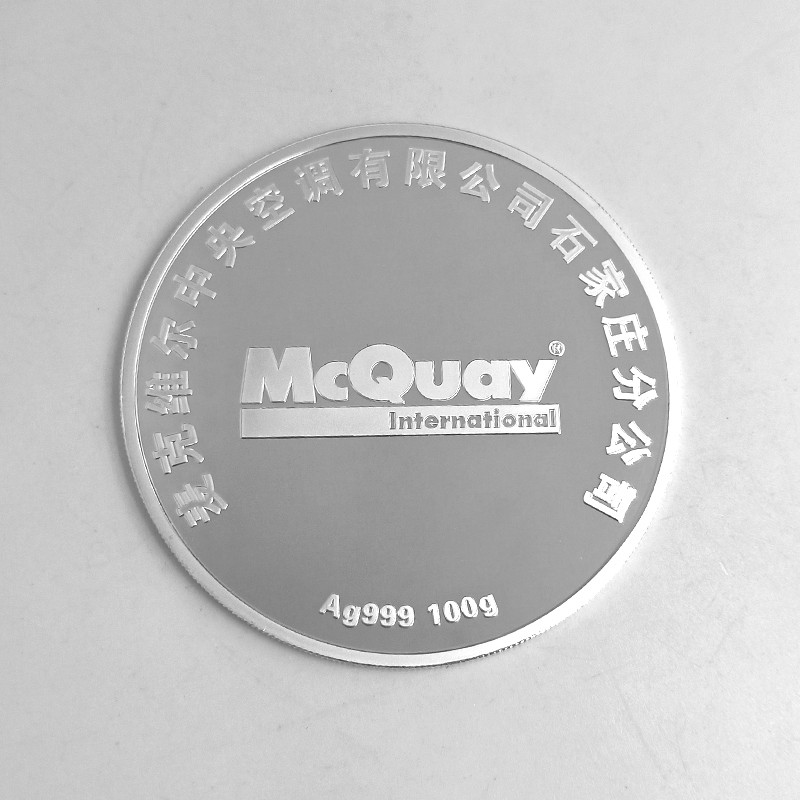 麦克维尔中央空调有限公司石家庄分公司
McQuay®
International
Ag999 100g